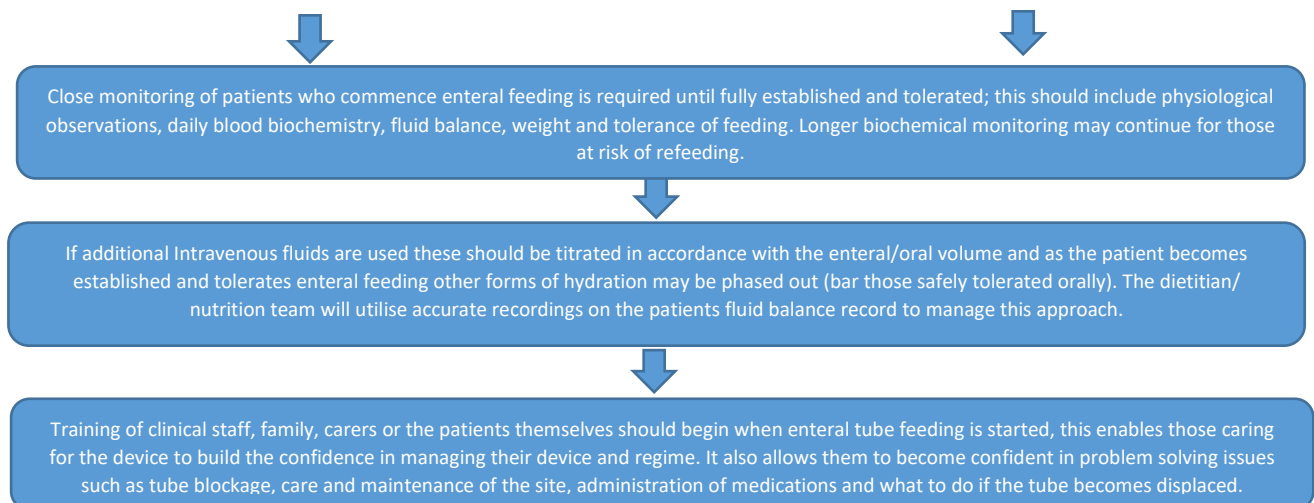 Close monitoring of patients who commence enteral feeding is required until fully established and tolerated; this should include physiological
observations, daily blood biochemistry, fluid balance, weight and tolerance of feeding. Longer biochemical monitoring may continue for those
at risk of refeeding.
If additional Intravenous fluids are used these should be titrated in accordance with the enteral/oral volume and as the patient becomes
established and tolerates enteral feeding other forms of hydration may be phased out (bar those safely tolerated orally). The dietitian/
nutrition team will utilise accurate recordings on the patients fluid balance record to manage this approach.
Training of clinical staff, family, carers or the patients themselves should begin when enteral tube feeding is started, this enables those caring
for the device to build the confidence in managing their device and regime. It also allows them to become confident in problem solving issues
such as tube blockage, care and maintenance of the site, administration of medications and what to do if the tube becomes displaced.